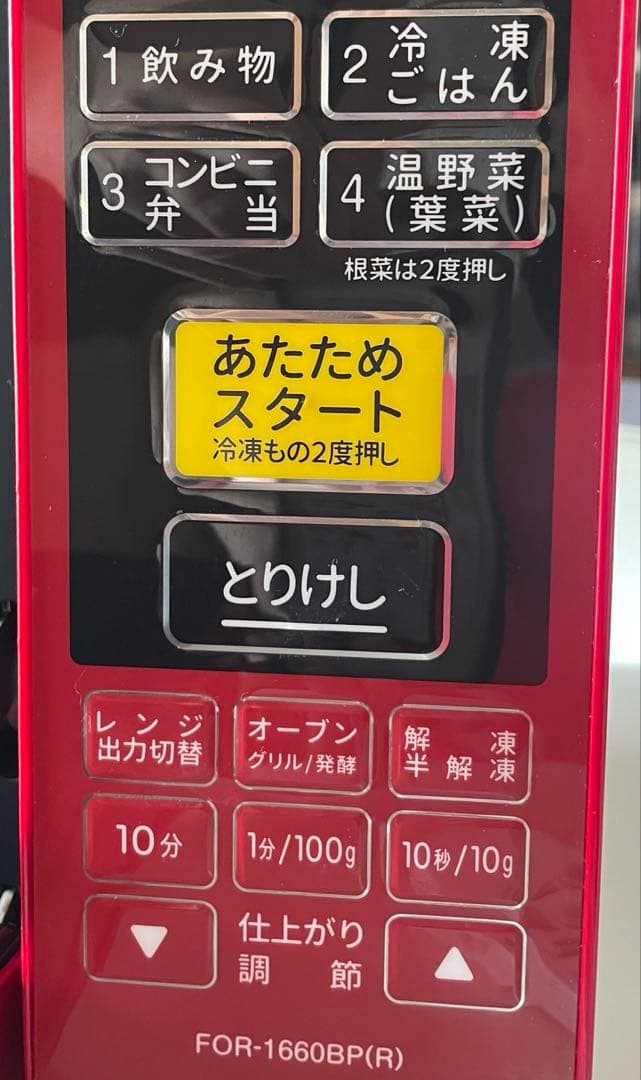 1 飲み物
2 冷凍
ごはん
3 コンビニ
弁当
4 温野菜
(葉菜)
根菜は2度押し
あたため
スタート
冷凍もの2度押し
とりけし
レンジ
出力切替
オーブン
グリル/発酵
解凍
半解凍
10分
1分/100g
10秒/10g
▼
仕上がり
調節
▲
FOR-1660BP(R)